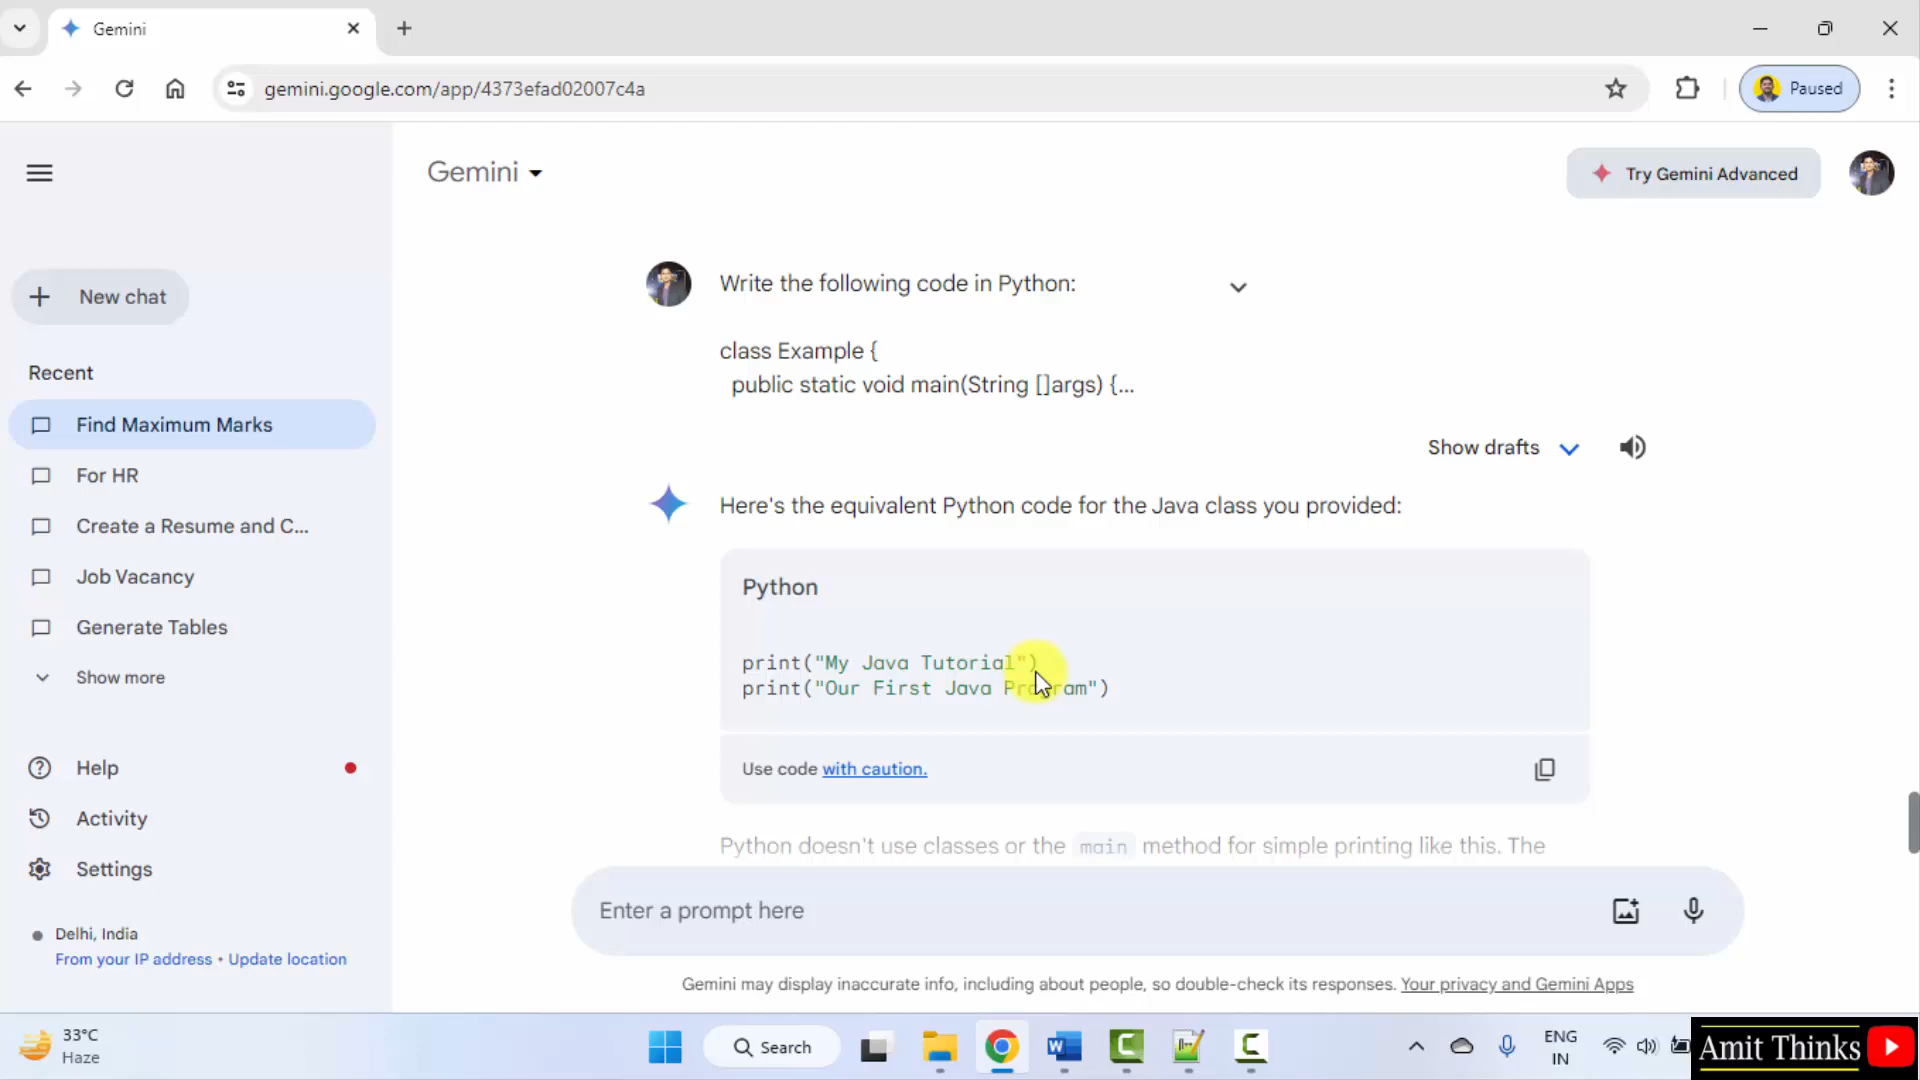 Gemini
gemini.google.com/app/4373efad02007c4a
Paused
Gemini
Try Gemini Advanced
New chat
Recent
Find Maximum Marks
For HR
Create a Resume and C...
Job Vacancy
Generate Tables
Show more
Help
Activity
Settings
Delhi, India
From your IP address • Update location
Write the following code in Python:
class Example {
public static void main(String []args) {...
Show drafts
Here's the equivalent Python code for the Java class you provided:
Python
print("My Java Tutorial")
print("Our First Java Program")
Use code with caution.
Python doesn't use classes or the main method for simple printing like this. The
Enter a prompt here
Gemini may display inaccurate info, including about people, so double-check its responses. Your privacy and Gemini Apps
33°C
Haze
Search
ENG
IN
Amit Thinks